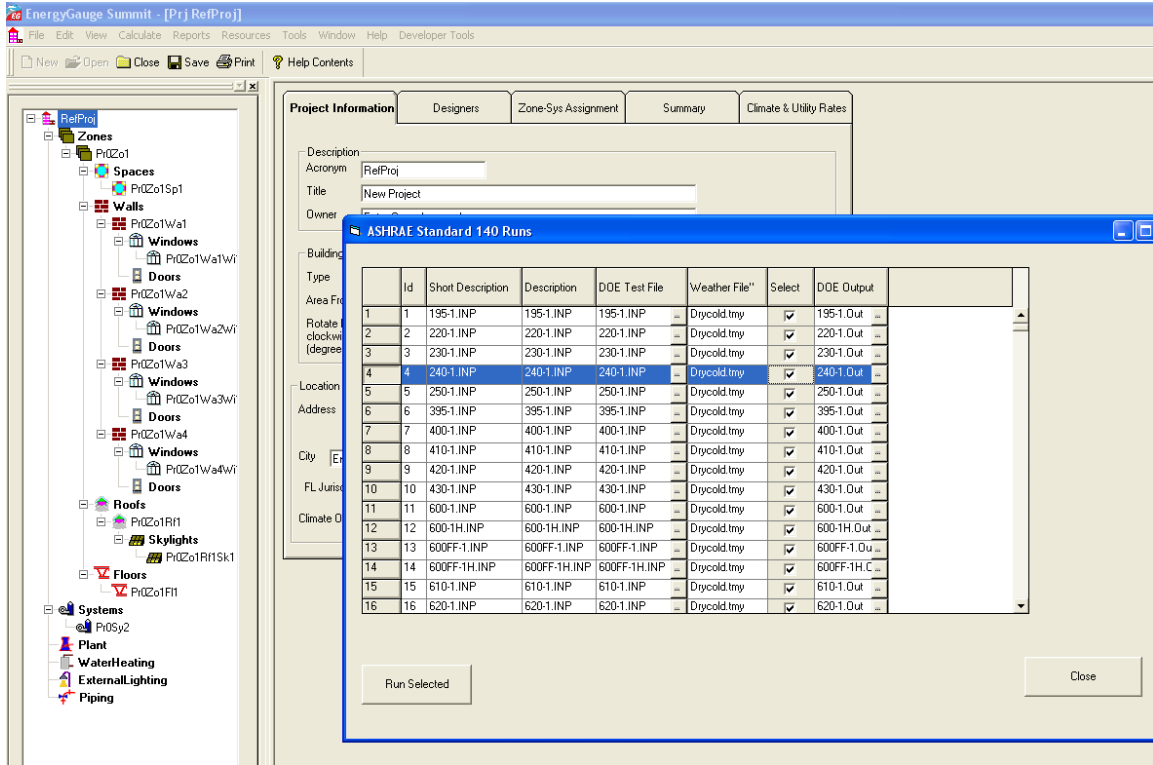 EnergyGauge Summit - [Prj RefProj]
File Edit View Calculate Reports Resources Tools Window Help Developer Tools
New Open Close Save Print Help Contents
RefProj
Zones
Pr0Zo1
Spaces
Pr0Zo1Sp1
Walls
Pr0Zo1Wa1
Windows
Pr0Zo1Wa1Wi
Doors
Pr0Zo1Wa2
Windows
Pr0Zo1Wa2Wi
Doors
Pr0Zo1Wa3
Windows
Pr0Zo1Wa3Wi
Doors
Pr0Zo1Wa4
Windows
Pr0Zo1Wa4Wi
Doors
Roofs
Pr0Zo1Rf1
Skylights
Pr0Zo1Rf1Sk1
Floors
Pr0Zo1Fl1
Systems
Pr0Sy2
Plant
WaterHeating
ExternalLighting
Piping
Project Information Designers Zone-Sys Assignment Summary Climate & Utility Rates
Description
Acronym RefProj
Title New Project
Owner
Building
Type
Area Fro
Rotate
clockwi
(degree
Location
Address
City
FL Jurisd
Climate O
ASHRAE Standard 140 Runs
Id Short Description Description DOE Test File Weather File" Select DOE Output
1 1 195-1.INP 195-1.INP 195-1.INP ... Drycold.tmy 195-1.Out ...
2 2 220-1.INP 220-1.INP 220-1.INP ... Drycold.tmy 220-1.Out ...
3 3 230-1.INP 230-1.INP 230-1.INP ... Drycold.tmy 230-1.Out ...
4 4 240-1.INP 240-1.INP 240-1.INP ... Drycold.tmy 240-1.Out ...
5 5 250-1.INP 250-1.INP 250-1.INP ... Drycold.tmy 250-1.Out ...
6 6 395-1.INP 395-1.INP 395-1.INP ... Drycold.tmy 395-1.Out ...
7 7 400-1.INP 400-1.INP 400-1.INP ... Drycold.tmy 400-1.Out ...
8 8 410-1.INP 410-1.INP 410-1.INP ... Drycold.tmy 410-1.Out ...
9 9 420-1.INP 420-1.INP 420-1.INP ... Drycold.tmy 420-1.Out ...
10 10 430-1.INP 430-1.INP 430-1.INP ... Drycold.tmy 430-1.Out ...
11 11 600-1.INP 600-1.INP 600-1.INP ... Drycold.tmy 600-1.Out ...
12 12 600-1H.INP 600-1H.INP 600-1H.INP ... Drycold.tmy 600-1H.Out ...
13 13 600FF-1.INP 600FF-1.INP 600FF-1.INP ... Drycold.tmy 600FF-1.Ou ...
14 14 600FF-1H.INP 600FF-1H.INP 600FF-1H.INP ... Drycold.tmy 600FF-1H.C ...
15 15 610-1.INP 610-1.INP 610-1.INP ... Drycold.tmy 610-1.Out ...
16 16 620-1.INP 620-1.INP 620-1.INP ... Drycold.tmy 620-1.Out ...
Run Selected
Close